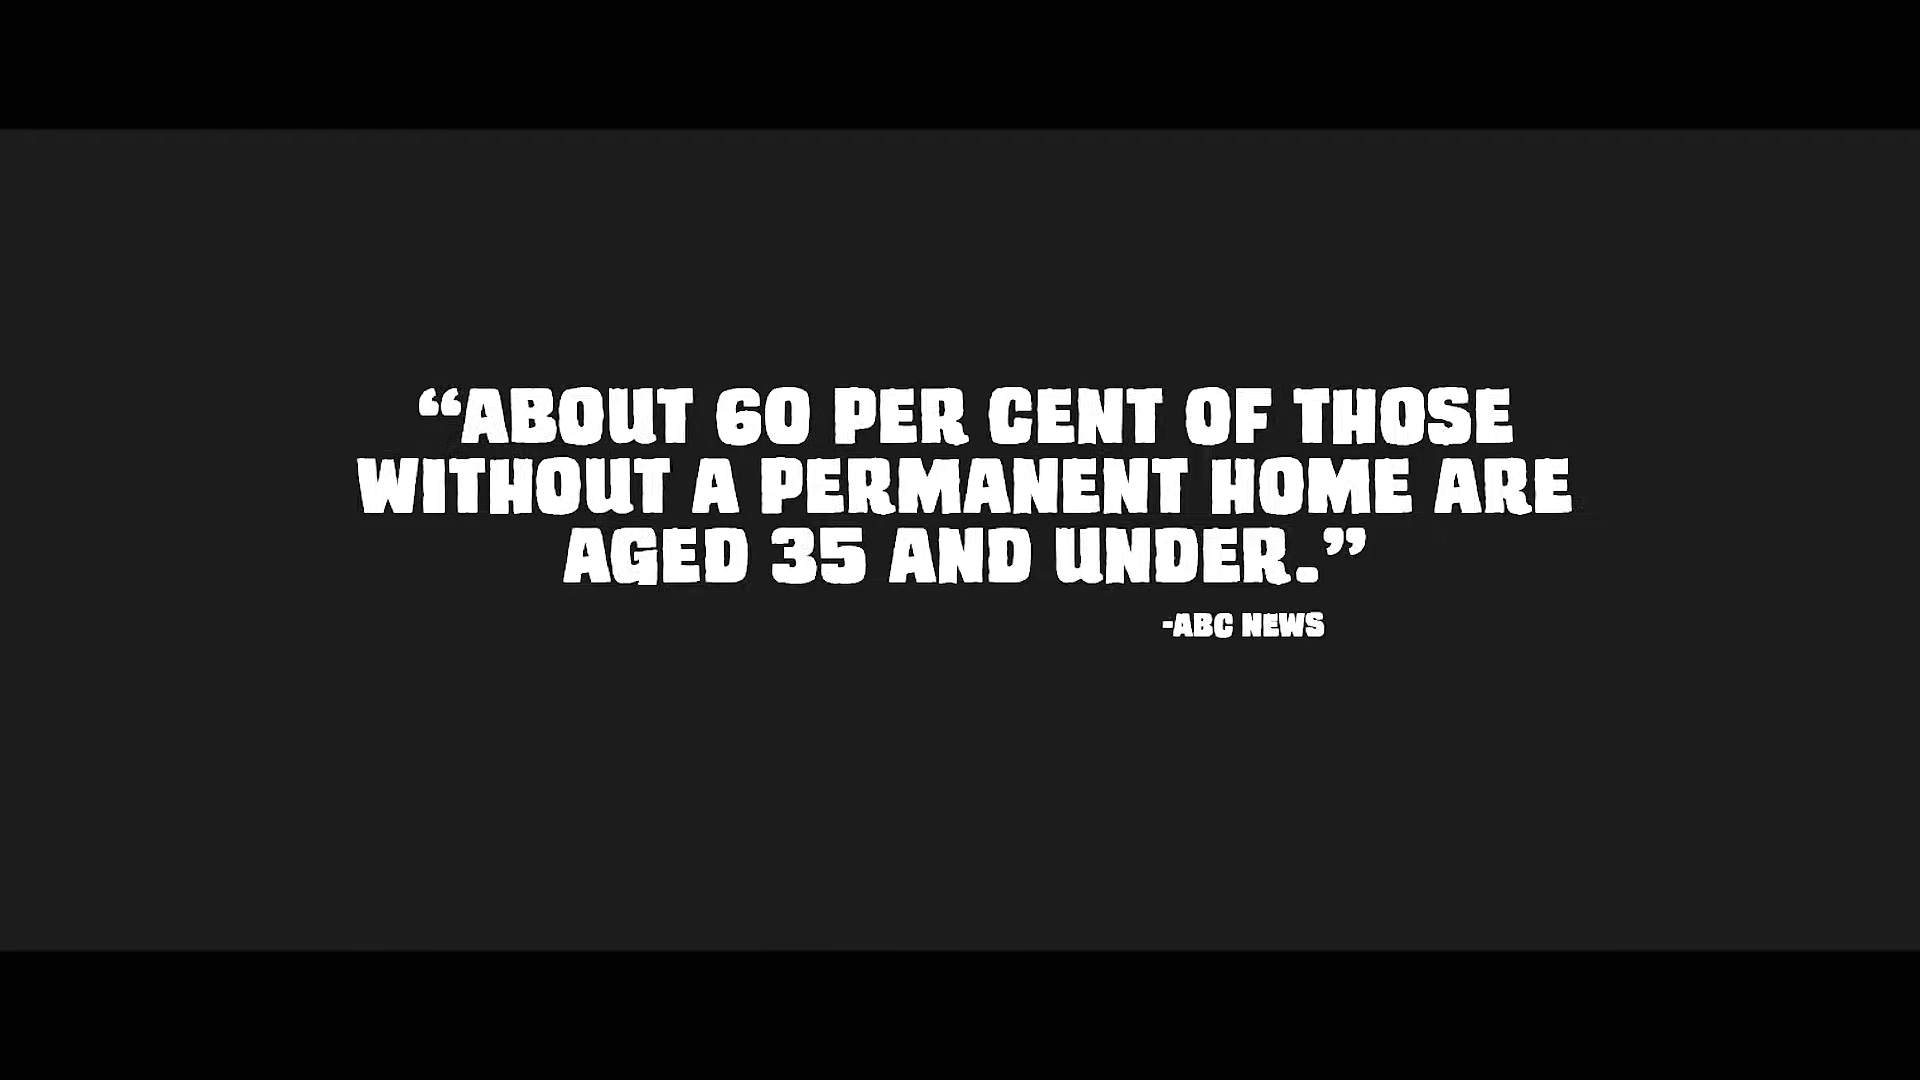 “ABOUT 60 PER CENT OF THOSE
WITHOUT A PERMANENT HOME ARE
AGED 35 AND UNDER.”
-ABC NEWS